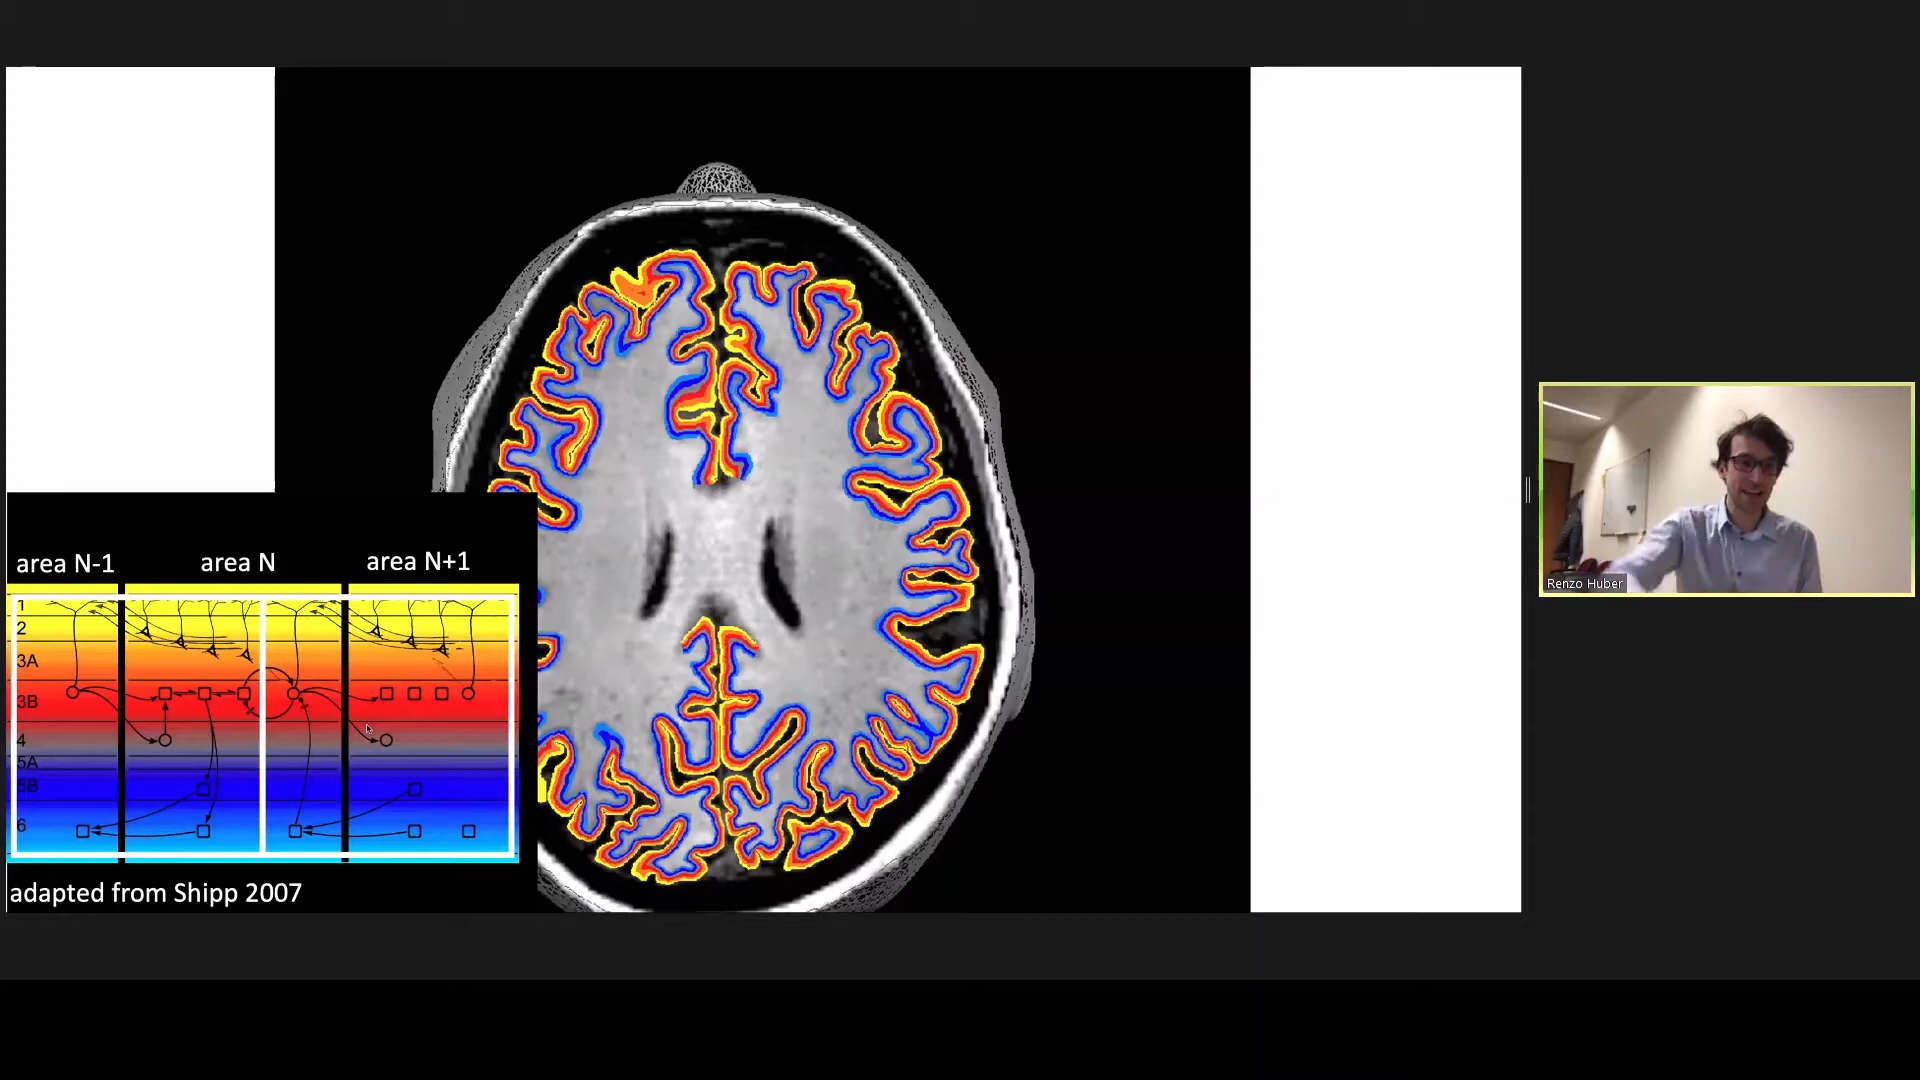 area N-1 area N area N+1
1
2
3A
3B
4
5A
5B
6
adapted from Shipp 2007
Renzo Huber